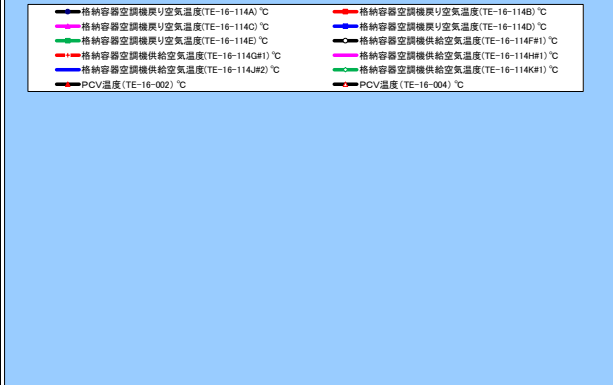 格納容器空調機戻り空気温度(TE-16-114A)℃ 格納容器空調機戻り空気温度(TE-16-114B)℃
格納容器空調機戻り空気温度(TE-16-114C)℃ 格納容器空調機戻り空気温度(TE-16-114D)℃
格納容器空調機戻り空気温度(TE-16-114E)℃ 格納容器空調機供給空気温度(TE-16-114F#1)℃
格納容器空調機供給空気温度(TE-16-114G#1)℃ 格納容器空調機供給空気温度(TE-16-114H#1)℃
格納容器空調機供給空気温度(TE-16-114J#2)℃ 格納容器空調機供給空気温度(TE-16-114K#1)℃
PCV温度(TE-16-002)℃ PCV温度(TE-16-004)℃